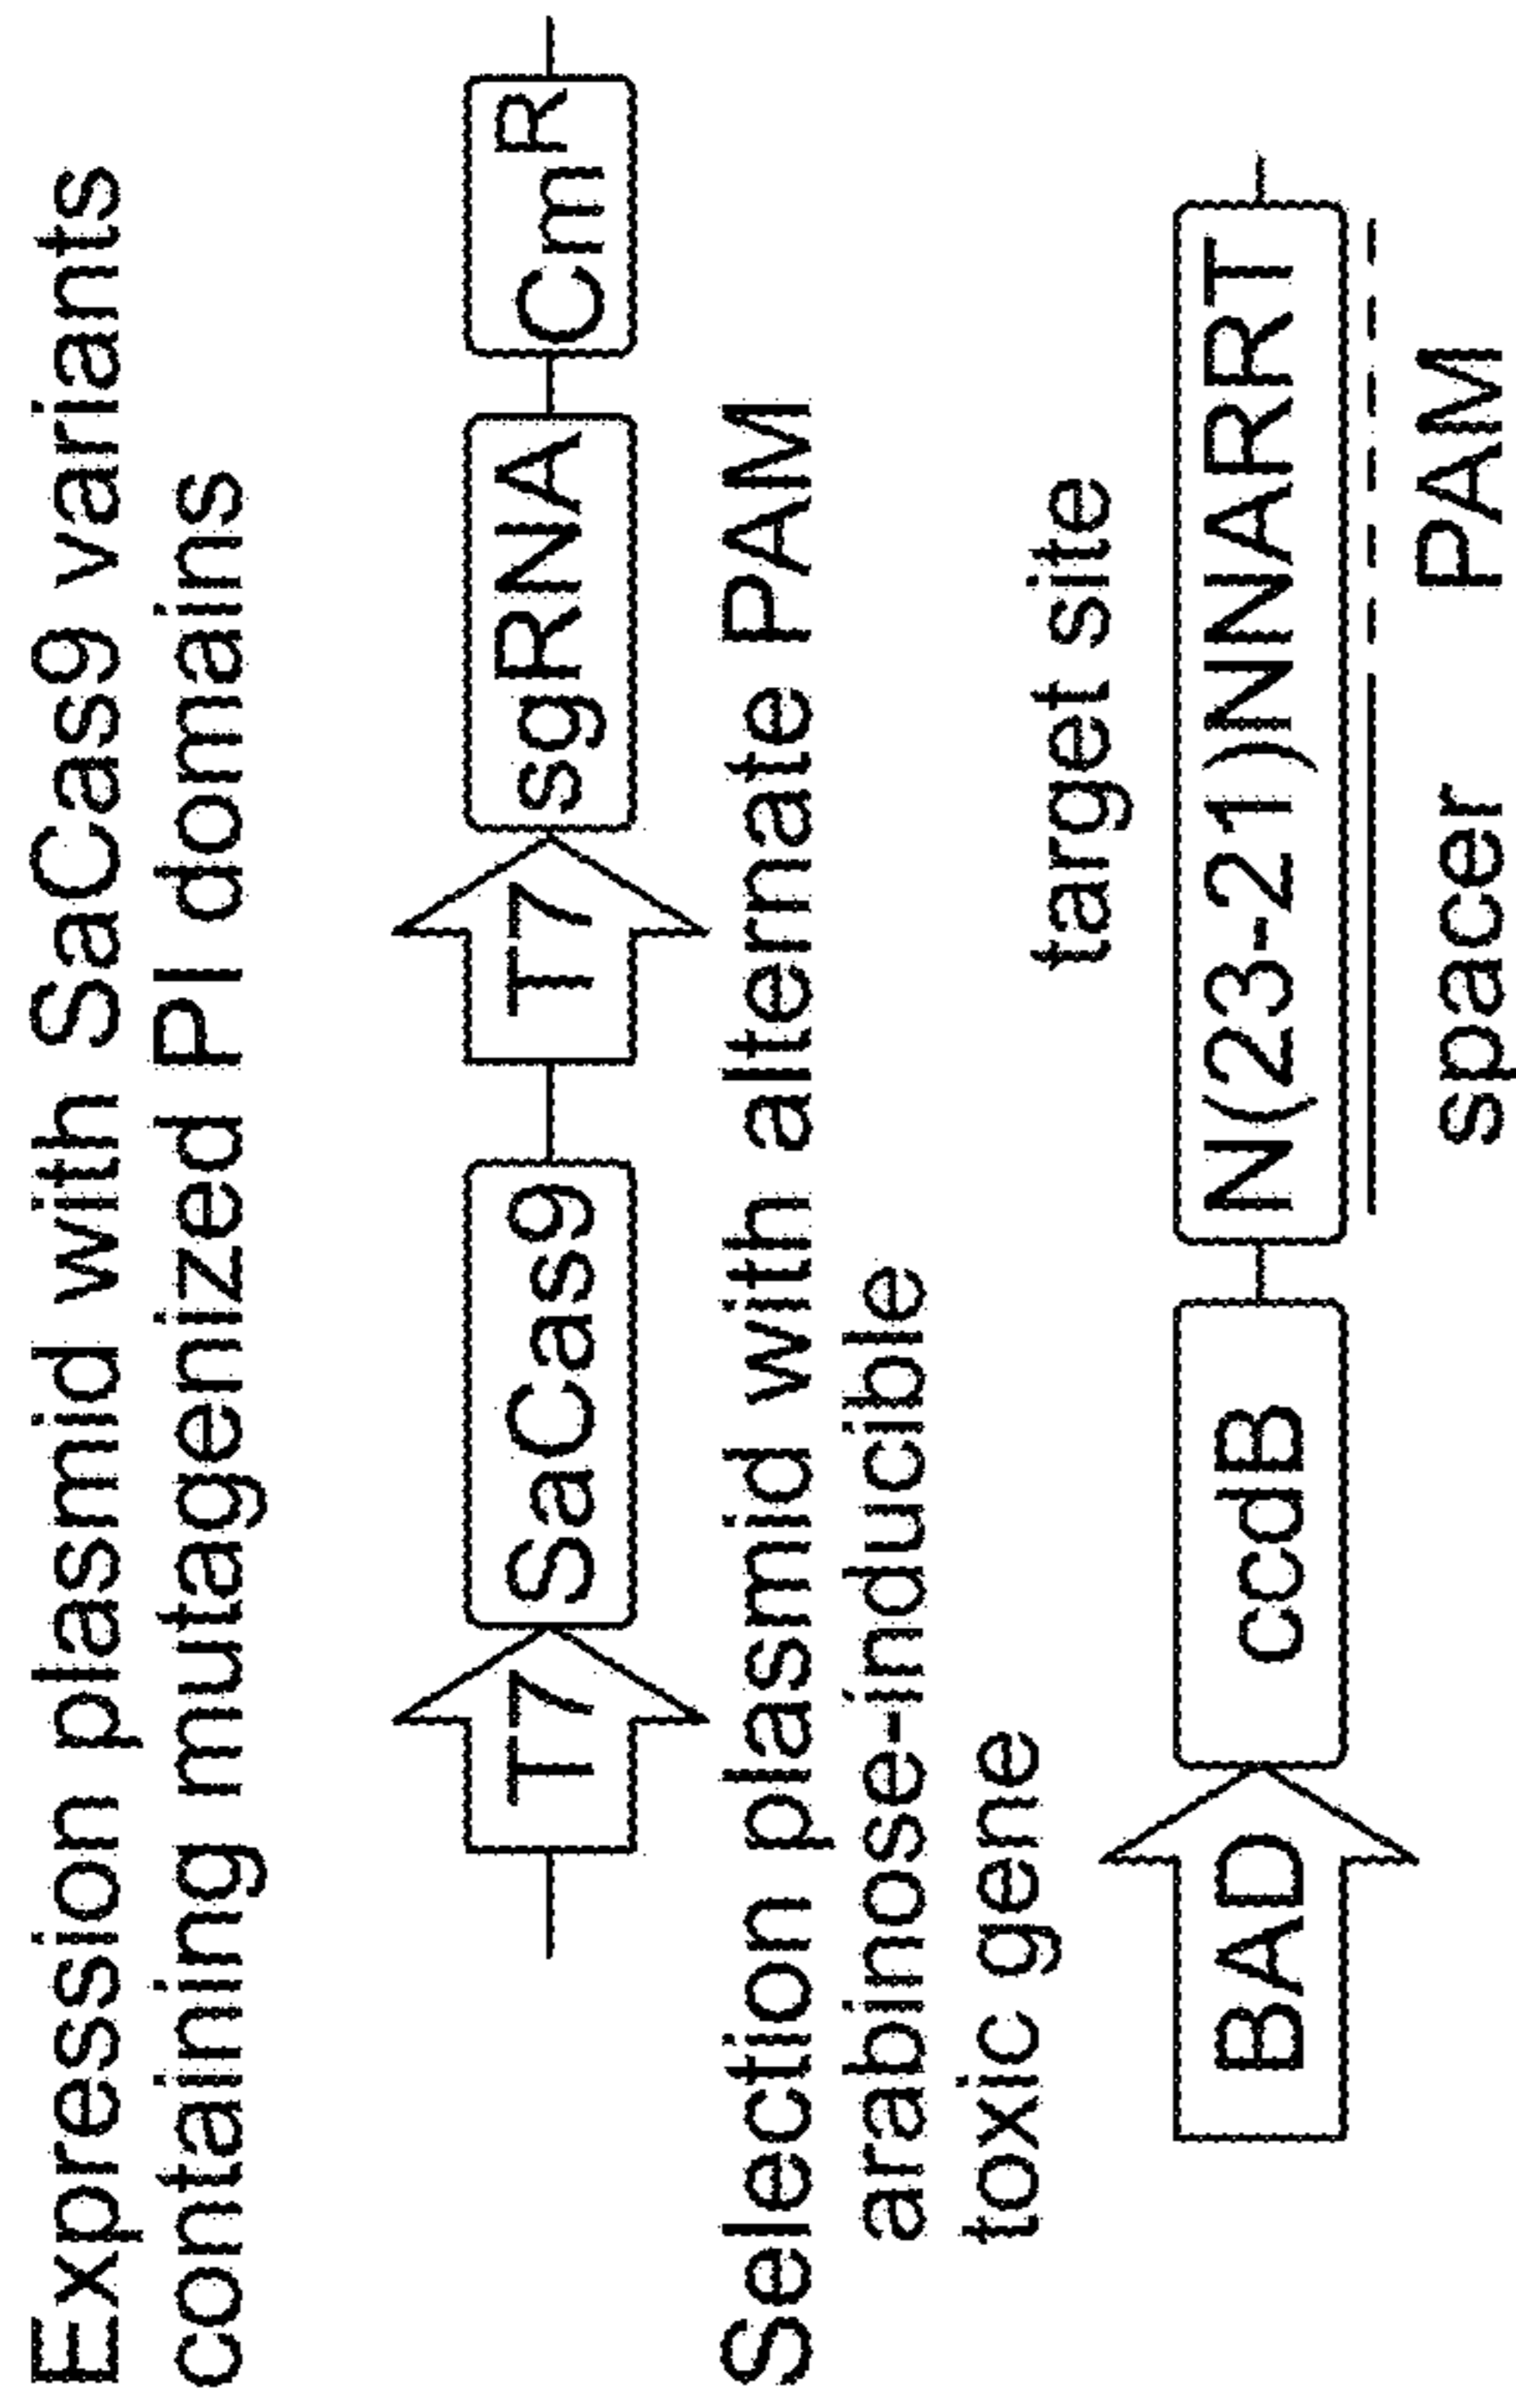 Expression plasmid with SaCas9 variants
containing mutagenized PI domains
T7 SaCas9 T7 sgRNA CmR
Selection plasmid with alternate PAM
arabinose-inducible
toxic gene
target site
BAD ccdB N(23-21)NNARRT
spacer PAM